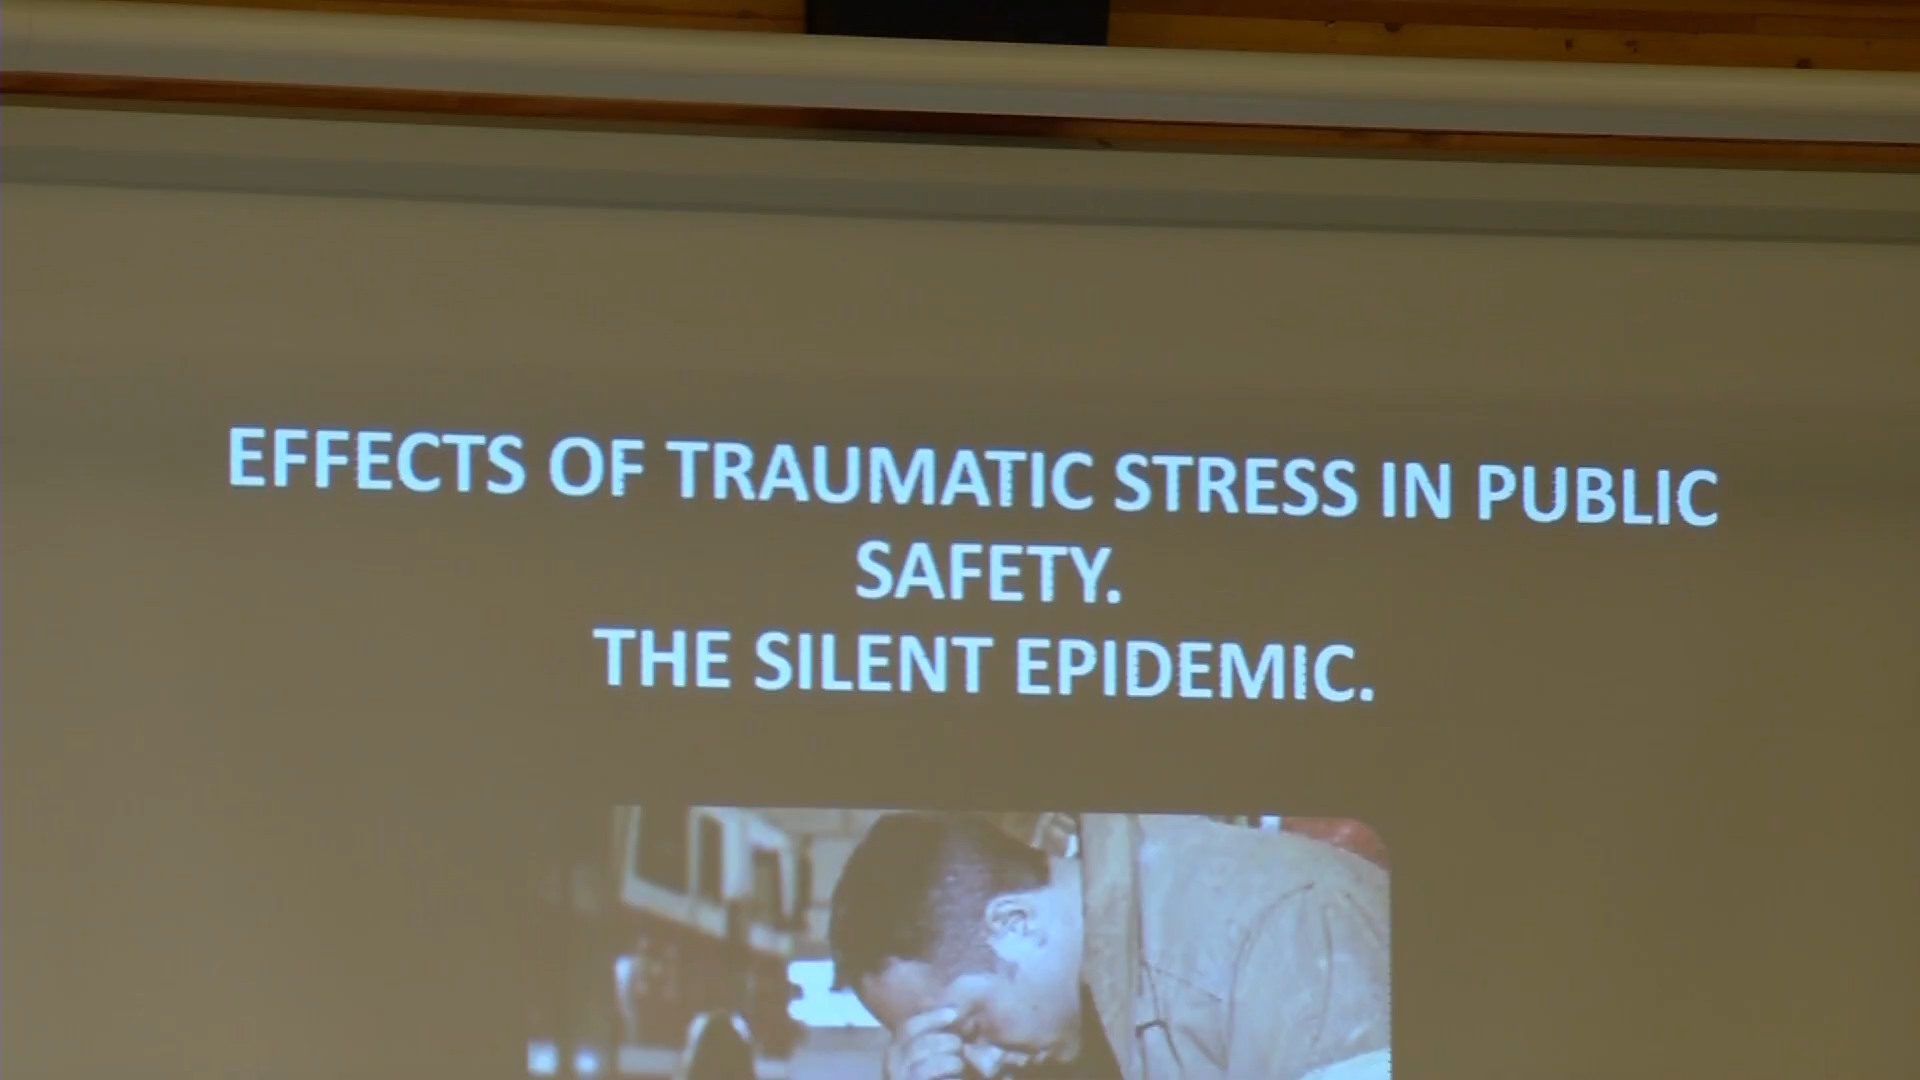 EFFECTS OF TRAUMATIC STRESS IN PUBLIC
SAFETY.
THE SILENT EPIDEMIC.